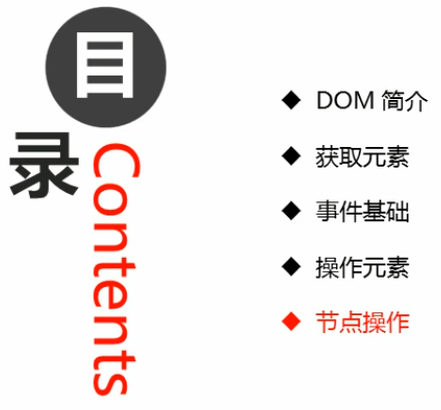 目
录
Contents
◆ DOM 简介
◆ 获取元素
◆ 事件基础
◆ 操作元素
◆ 节点操作